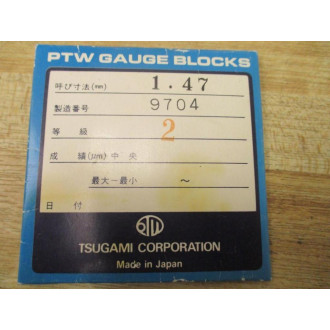 PTW GAUGE BLOCKS
呼び寸法(mm) 1.47
製造番号 9704
等級 2
成績(μm) 中央
最大－最小 ～
日付
PTW
TSUGAMI CORPORATION
Made in Japan